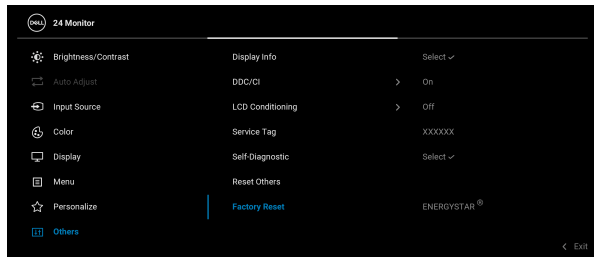 DELL 24 Monitor
Brightness/Contrast Display Info Select ✓
Auto Adjust DDC/CI > On
Input Source LCD Conditioning > Off
Color Service Tag XXXXXX
Display Self-Diagnostic Select ✓
Menu Reset Others
Personalize Factory Reset ENERGYSTAR ®
Others
< Exit